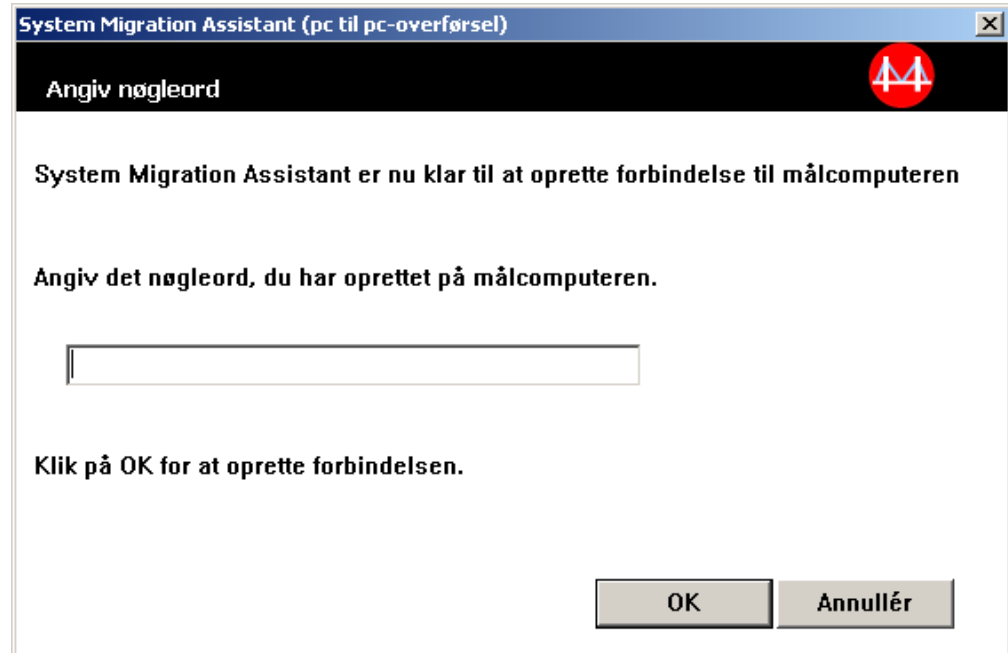 System Migration Assistant (pc til pc-overførsel)
Angiv nøgleord
System Migration Assistant er nu klar til at oprette forbindelse til målcomputeren
Angiv det nøgleord, du har oprettet på målcomputeren.
Klik på OK for at oprette forbindelsen.
OK Annullér